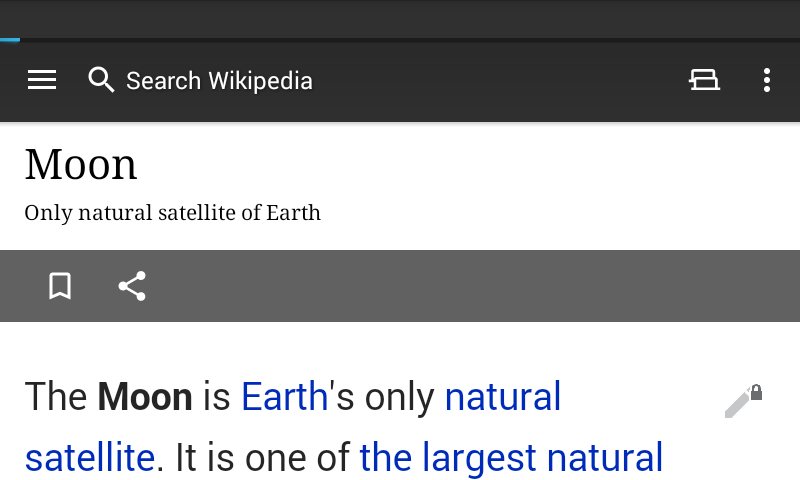 Search Wikipedia
Moon
Only natural satellite of Earth
The Moon is Earth's only natural
satellite. It is one of the largest natural